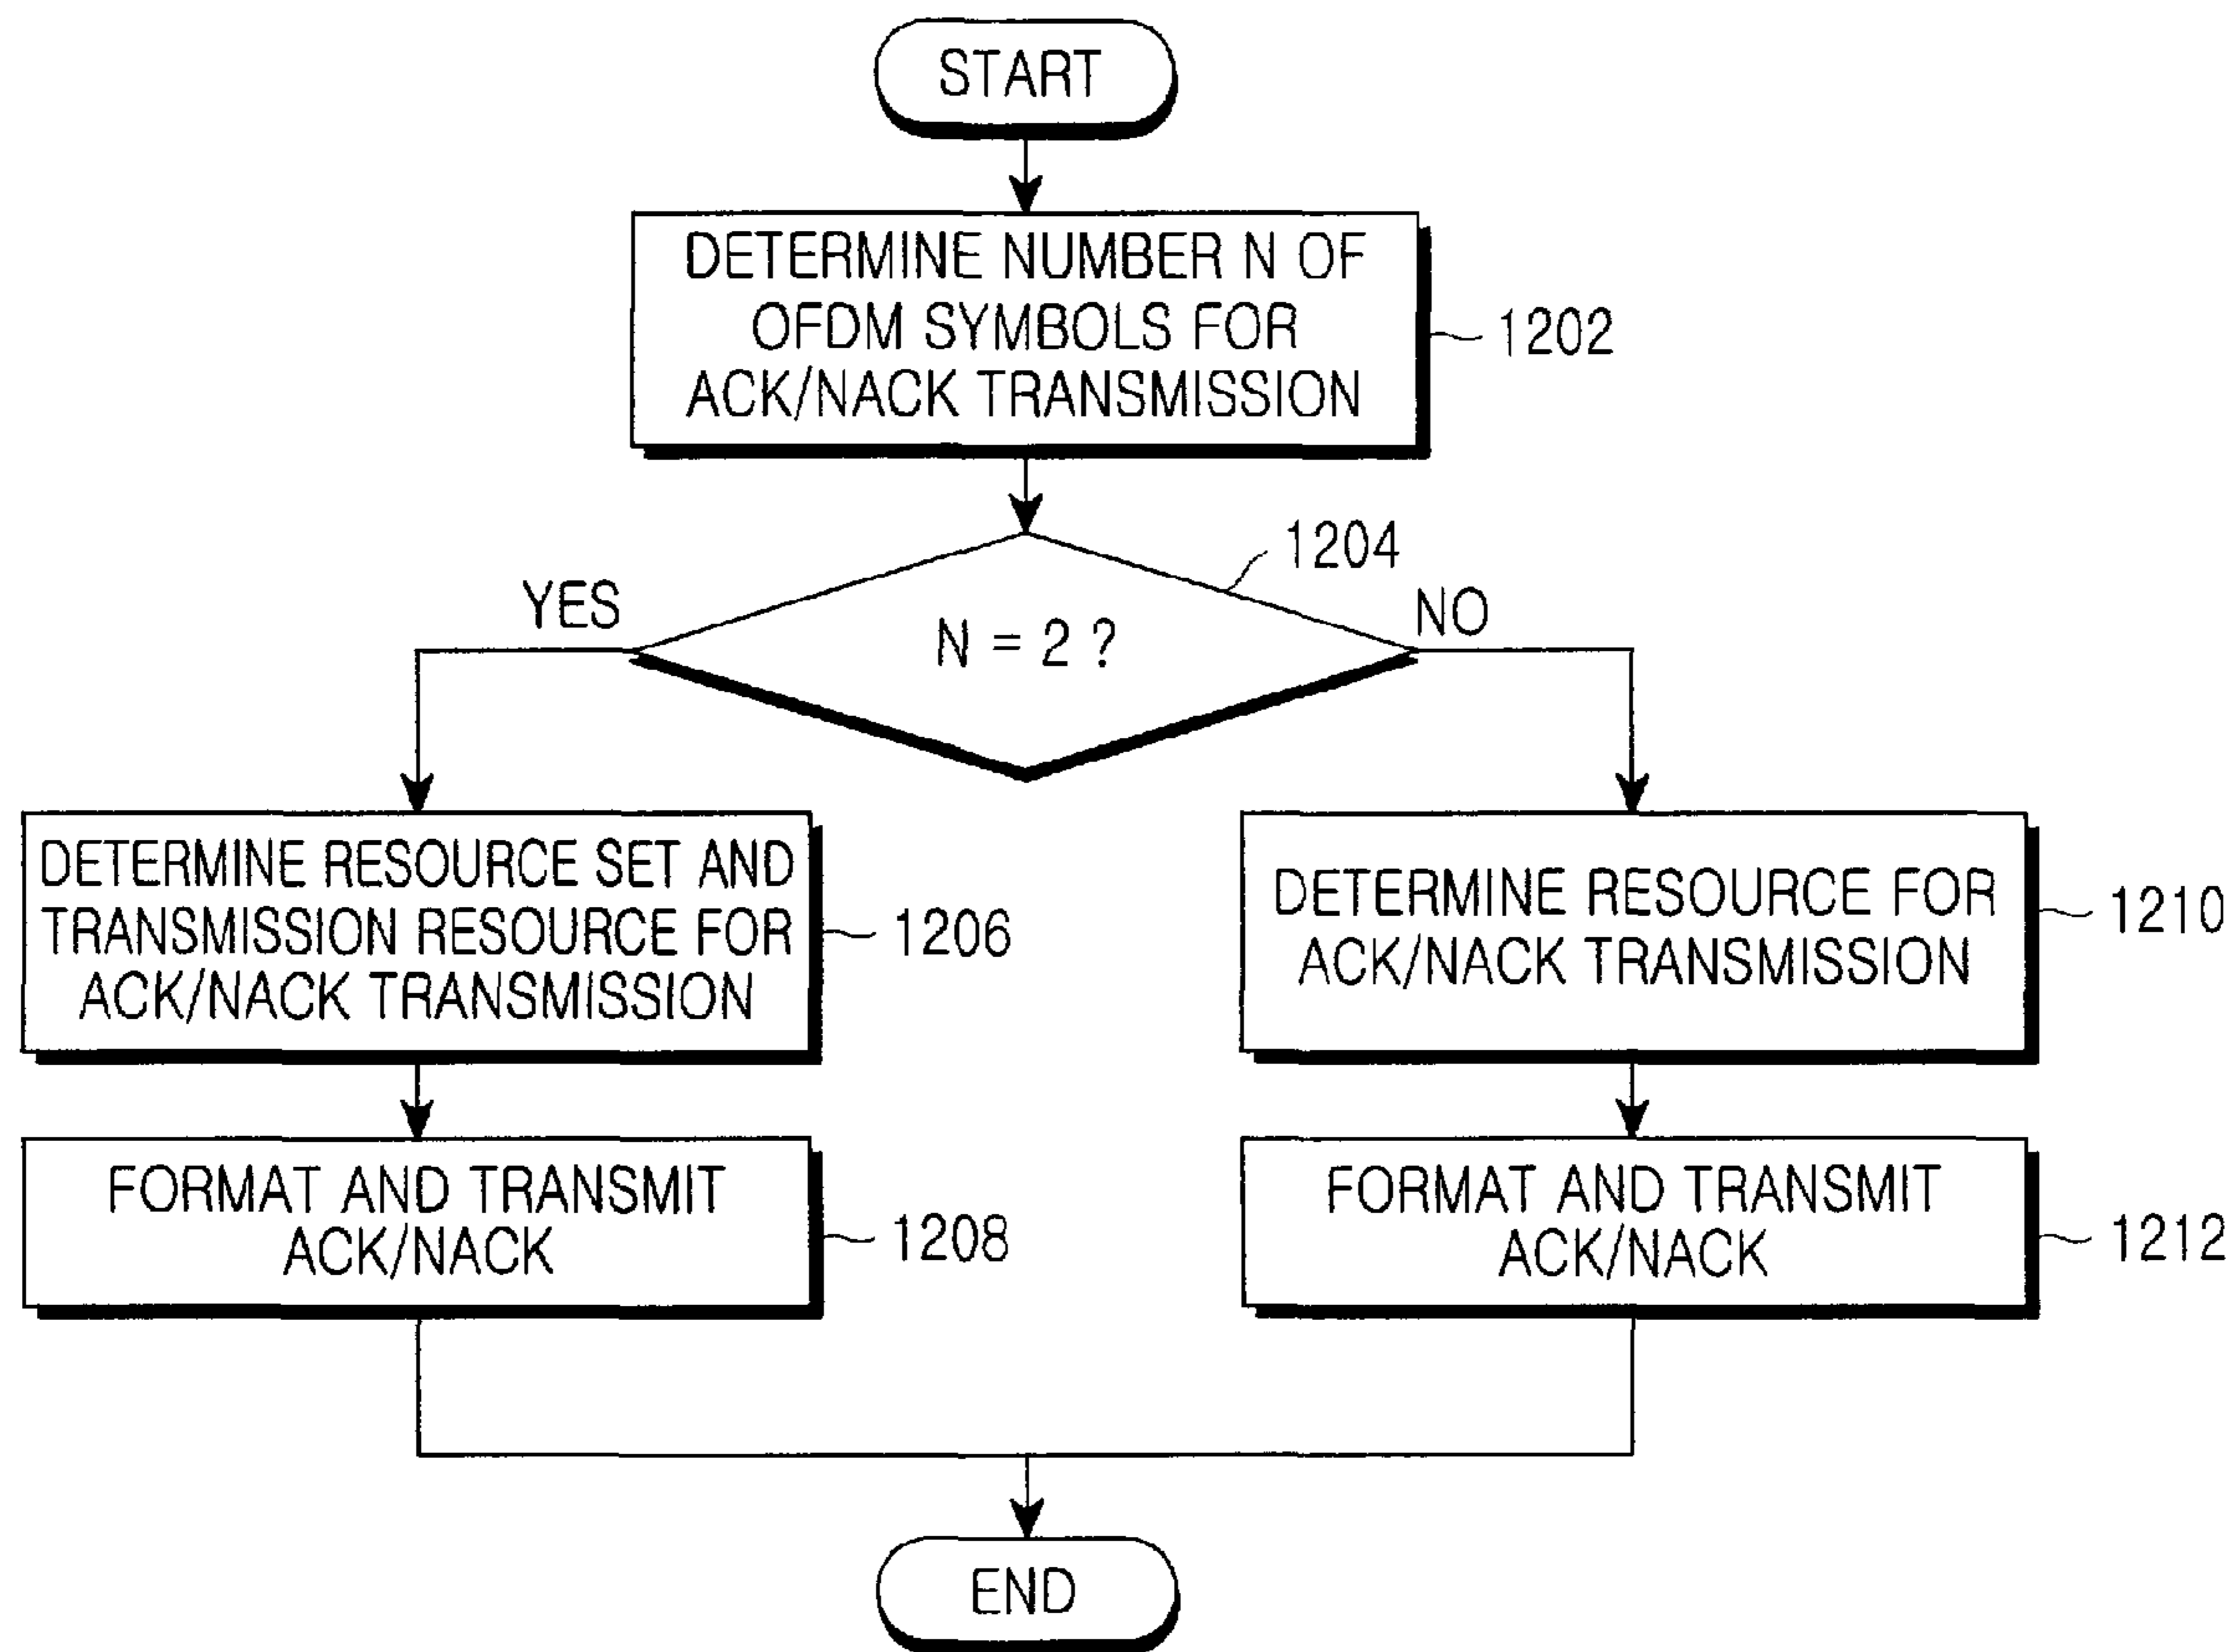 START
DETERMINE NUMBER N OF
OFDM SYMBOLS FOR
ACK/NACK TRANSMISSION
1202
1204
YES
N = 2 ?
NO
DETERMINE RESOURCE SET AND
TRANSMISSION RESOURCE FOR
ACK/NACK TRANSMISSION
1206
DETERMINE RESOURCE FOR
ACK/NACK TRANSMISSION
1210
FORMAT AND TRANSMIT
ACK/NACK
1208
FORMAT AND TRANSMIT
ACK/NACK
1212
END